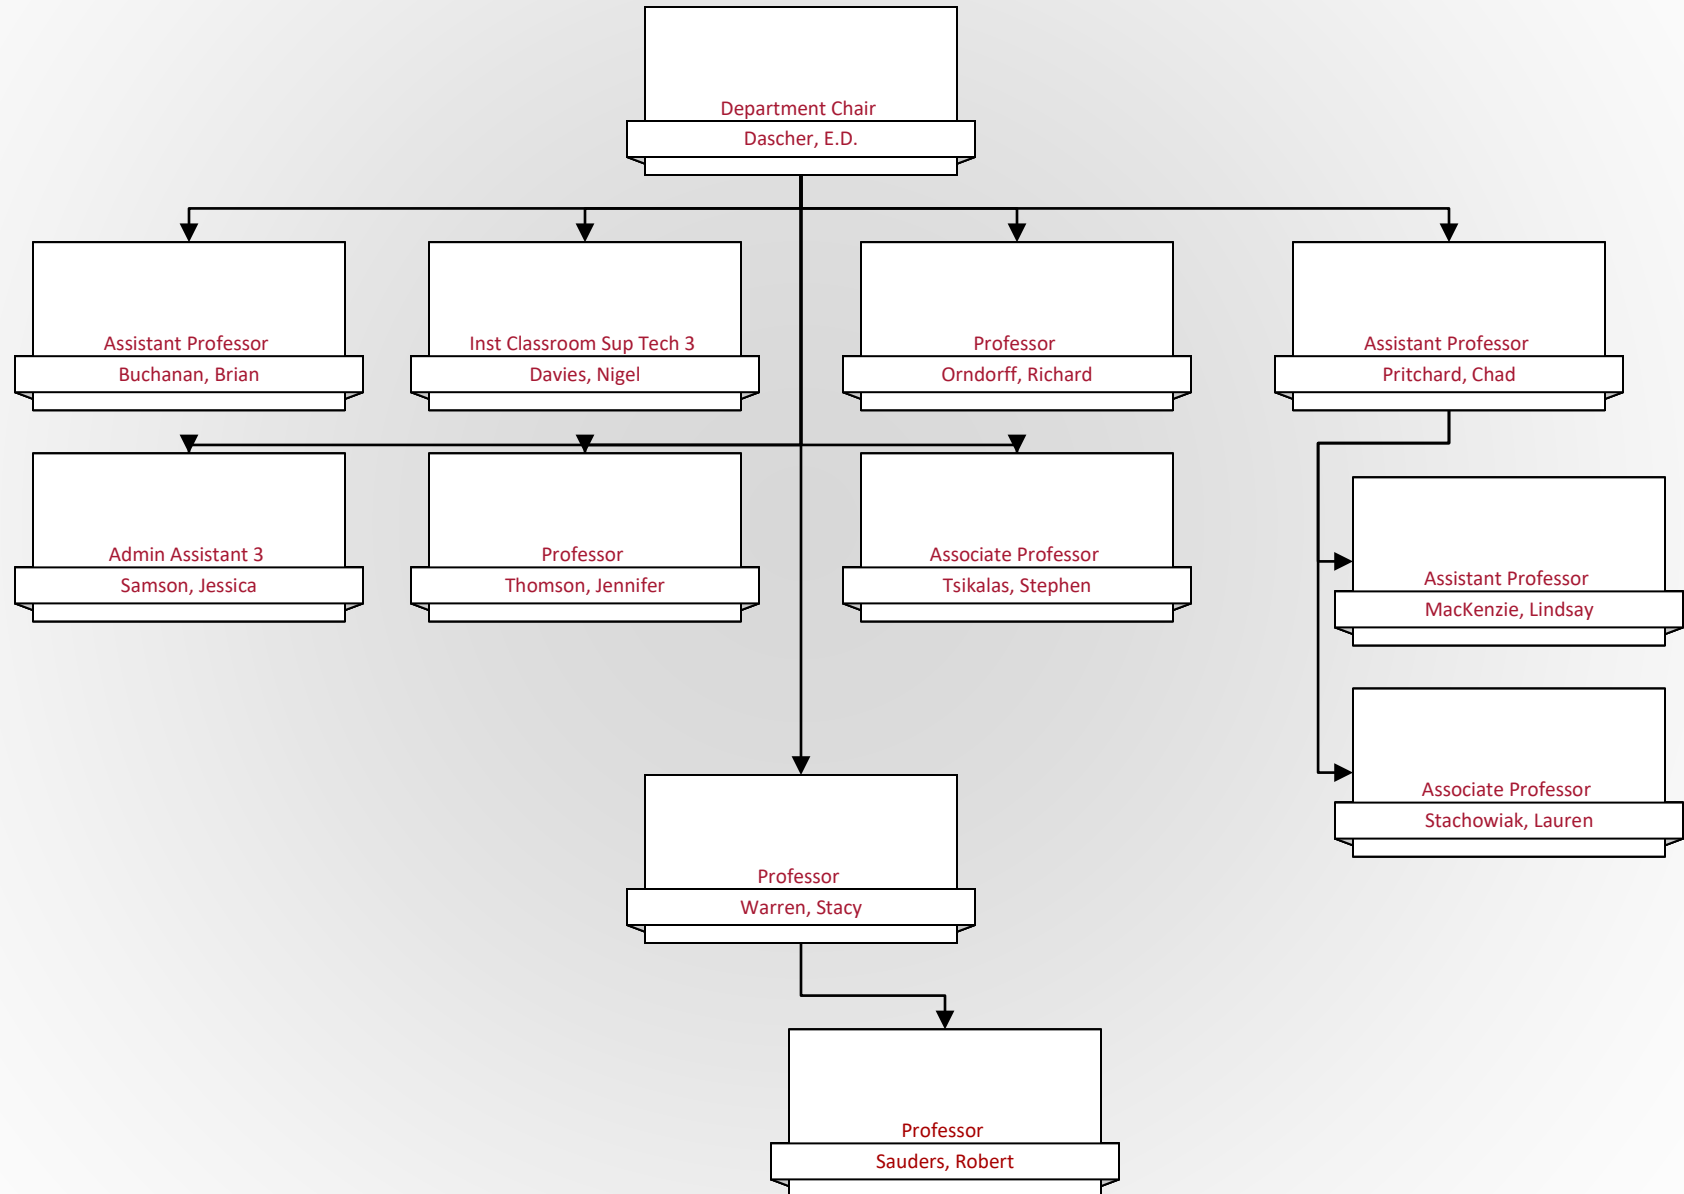 Department Chair
Dascher, E.D.
Assistant Professor
Buchanan, Brian
Inst Classroom Sup Tech 3
Davies, Nigel
Professor
Orndorff, Richard
Assistant Professor
Pritchard, Chad
Admin Assistant 3
Samson, Jessica
Professor
Thomson, Jennifer
Associate Professor
Tsikalas, Stephen
Assistant Professor
MacKenzie, Lindsay
Associate Professor
Stachowiak, Lauren
Professor
Warren, Stacy
Professor
Sauders, Robert